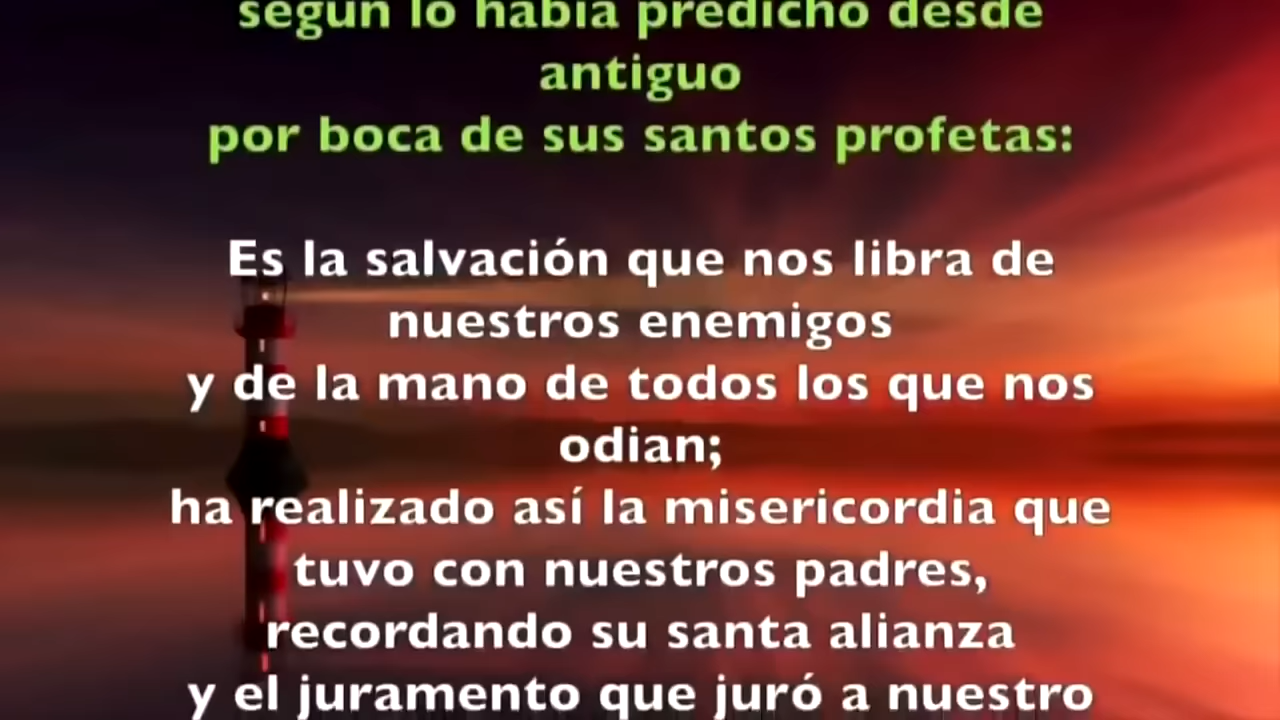 según lo había predicho desde
antiguo
por boca de sus santos profetas:
Es la salvación que nos libra de
nuestros enemigos
y de la mano de todos los que nos
odian;
ha realizado así la misericordia que
tuvo con nuestros padres,
recordando su santa alianza
y el juramento que juró a nuestro